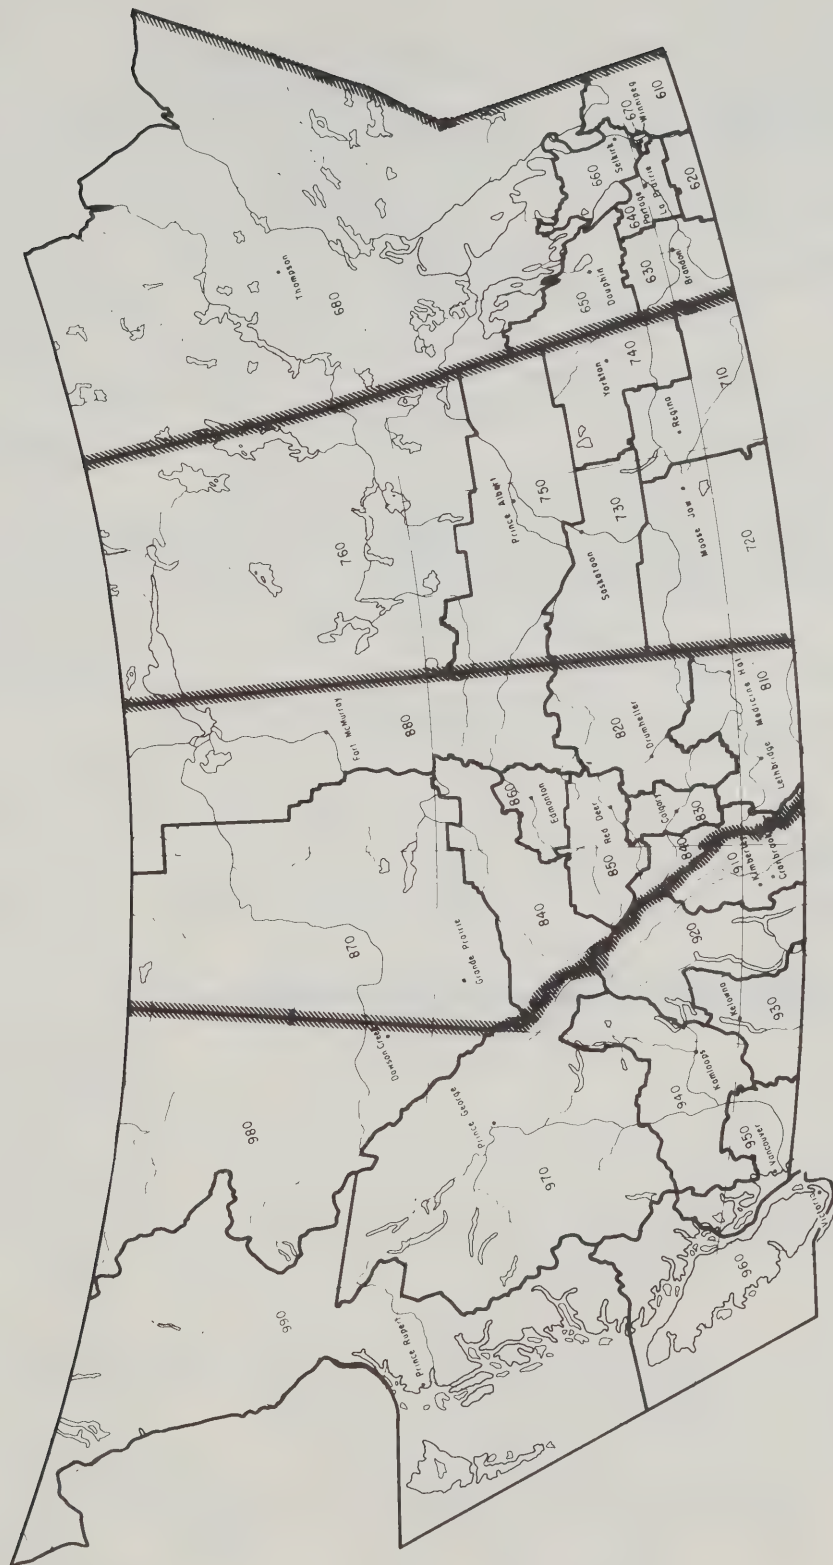 610
670
Winnipeg
620
Selkirk
660
640
Portage
La Prairie
630
Brandon
650
Dauphin
Thompson
680
740
Yorkton
710
Regina
750
Prince Albert
730
Saskatoon
720
Moose Jaw
760
810
Medicine Hat
Lethbridge
820
Drumheller
830
Calgary
840
850
Red Deer
860
Edmonton
840
880
Fort McMurray
870
Grande Prairie
910
Kimberley
Cranbrook
920
930
Kelowna
940
Kamloops
950
Vancouver
960
Victoria
970
Prince George
980
Dawson Creek
990
Prince Rupert